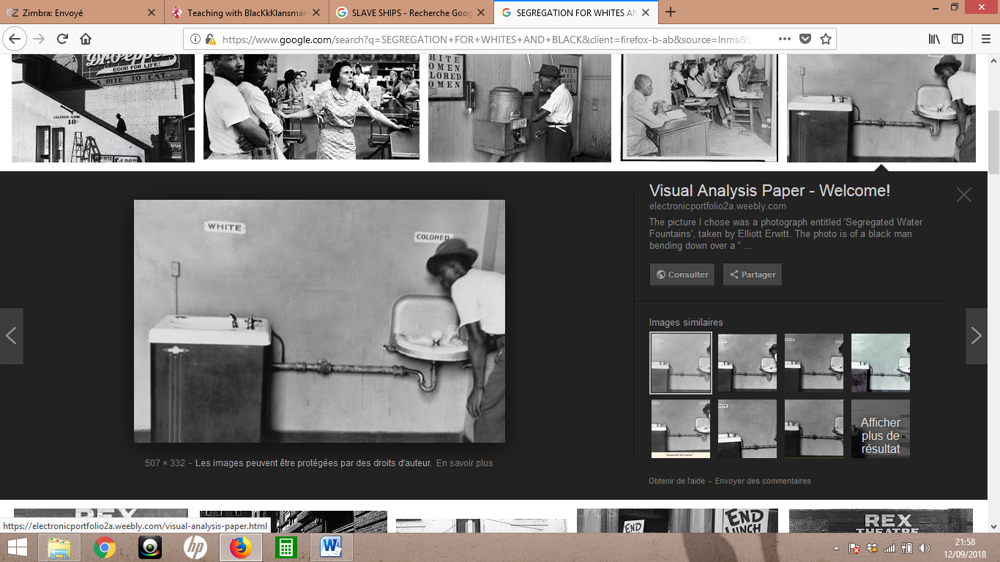 Zimbra: Envoyé
Teaching with BlacKkKlansman
SLAVE SHIPS - Recherche Goog
SEGREGATION FOR WHITES AN
https://www.google.com/search?q=SEGREGATION+FOR+WHITES+AND+BLACK&client=firefox-b-ab&source=lnms&
GOOD FOR LIFE!
A BITE TO EAT
COLORED ADM.
10¢
HITE
OMEN
OLORED
OMEN
Visual Analysis Paper - Welcome!
electronicportfolio2a.weebly.com
The picture I chose was a photograph entitled 'Segregated Water
Fountains', taken by Elliott Erwitt. The photo is of a black man
bending down over a “ ...
Consulter
Partager
WHITE
COLORED
Images similaires
Afficher
plus de
résultat
507 × 332 - Les images peuvent être protégées par des droits d'auteur. En savoir plus
Obtenir de l'aide - Envoyer des commentaires
REX
END
END
LUNCH
REX
THEATRE
https://electronicportfolio2a.weebly.com/visual-analysis-paper.html
hp
21:58
12/09/2018